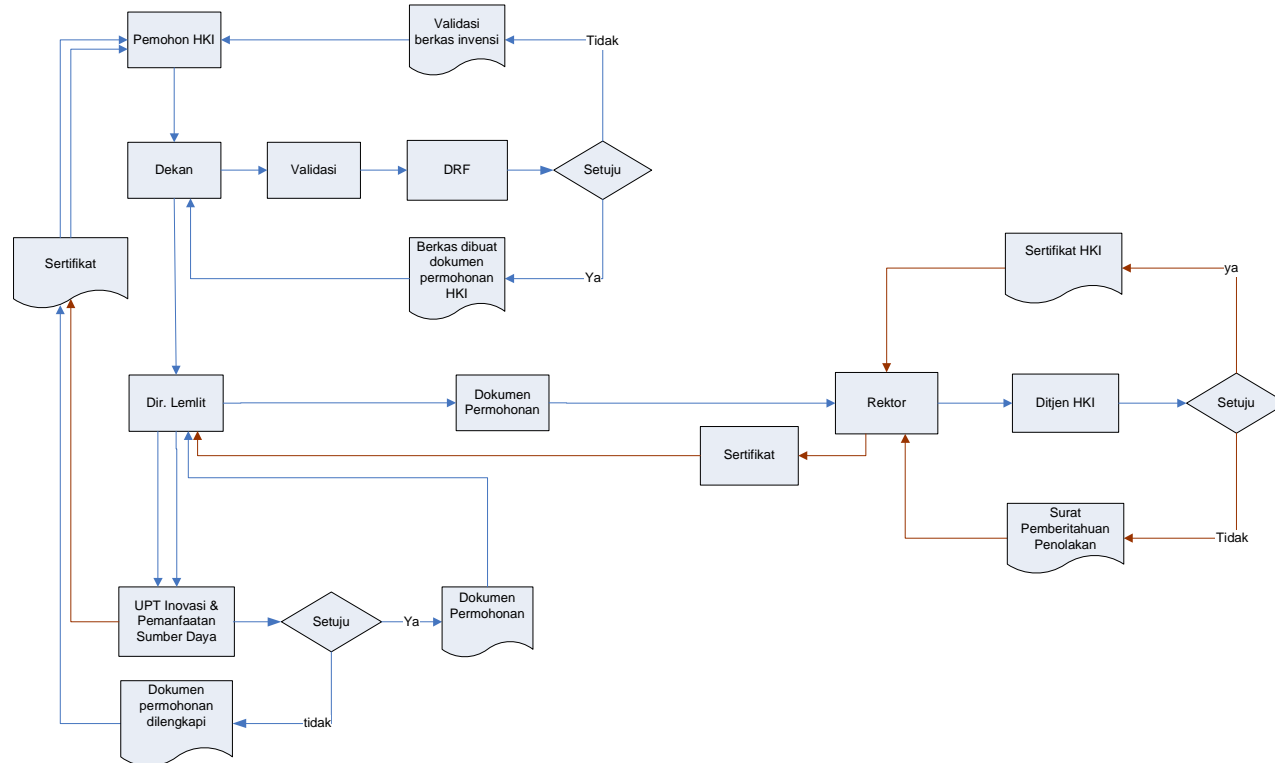 Pemohon HKI
Validasi
berkas invensi
Tidak
Dekan
Validasi
DRF
Setuju
Sertifikat
Berkas dibuat
dokumen
permohonan
HKI
Ya
Sertifikat HKI
ya
Dir. Lemlit
Dokumen
Permohonan
Rektor
Ditjen HKI
Setuju
Sertifikat
Surat
Pemberitahuan
Penolakan
Tidak
UPT Inovasi &
Pemanfaatan
Sumber Daya
Setuju
Ya
Dokumen
Permohonan
Dokumen
permohonan
dilengkapi
tidak